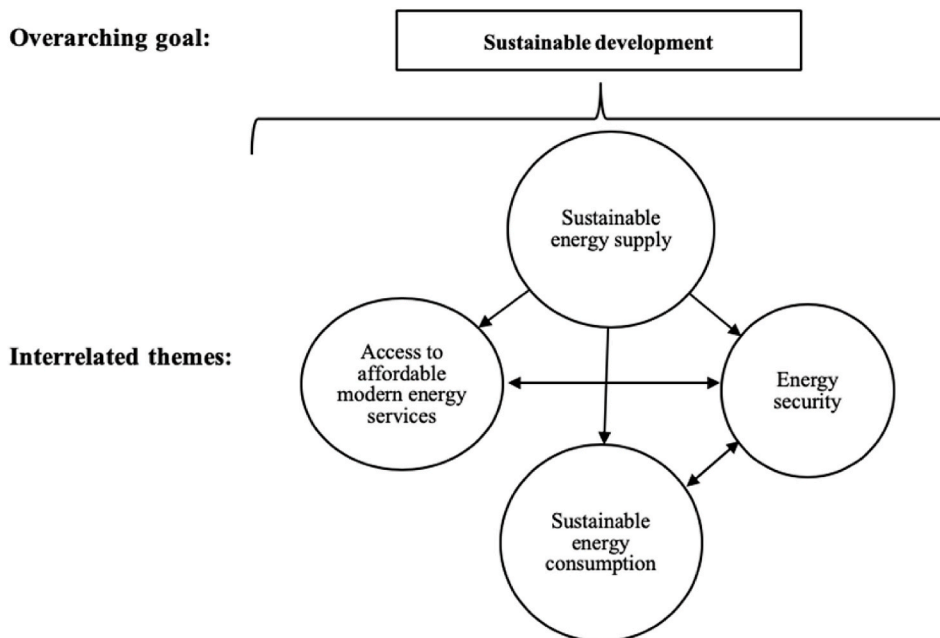 Overarching goal:
Sustainable development
Sustainable
energy supply
Interrelated themes:
Access to
affordable
modern energy
services
Energy
security
Sustainable
energy
consumption